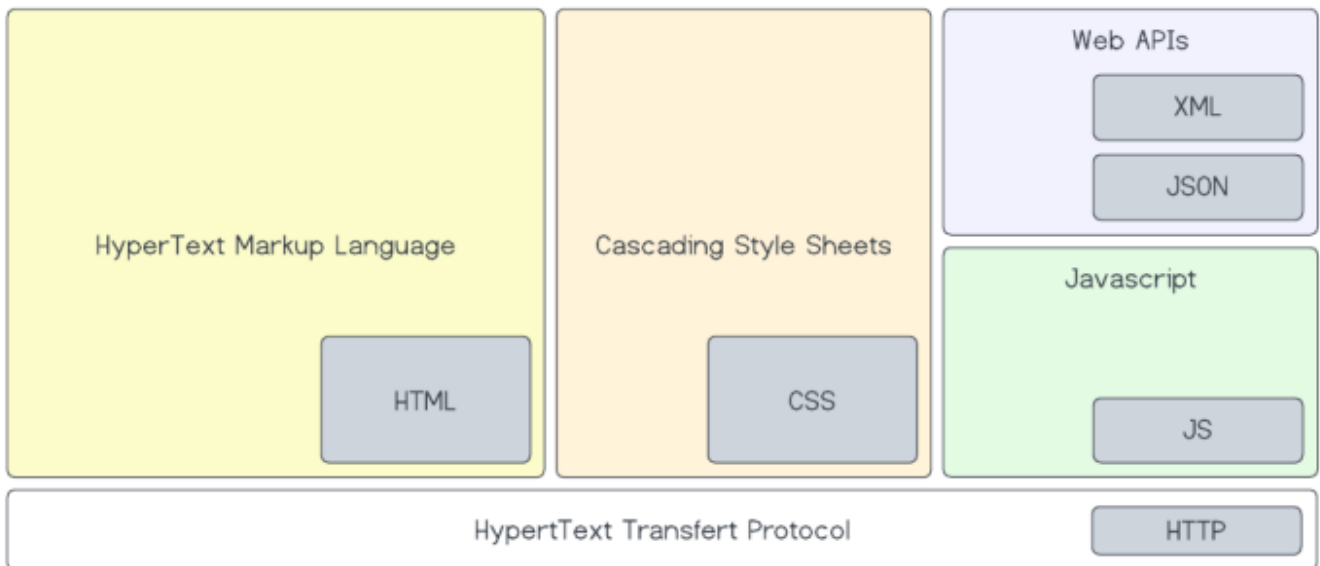 HyperText Markup Language
HTML
Cascading Style Sheets
CSS
Web APIs
XML
JSON
Javascript
JS
HypertText Transfert Protocol
HTTP